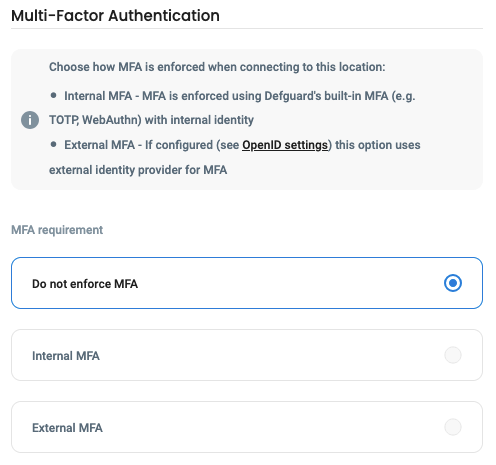 Multi-Factor Authentication
Choose how MFA is enforced when connecting to this location:
• Internal MFA - MFA is enforced using Defguard's built-in MFA (e.g.
TOTP, WebAuthn) with internal identity
• External MFA - If configured (see OpenID settings) this option uses
external identity provider for MFA
MFA requirement
Do not enforce MFA
Internal MFA
External MFA